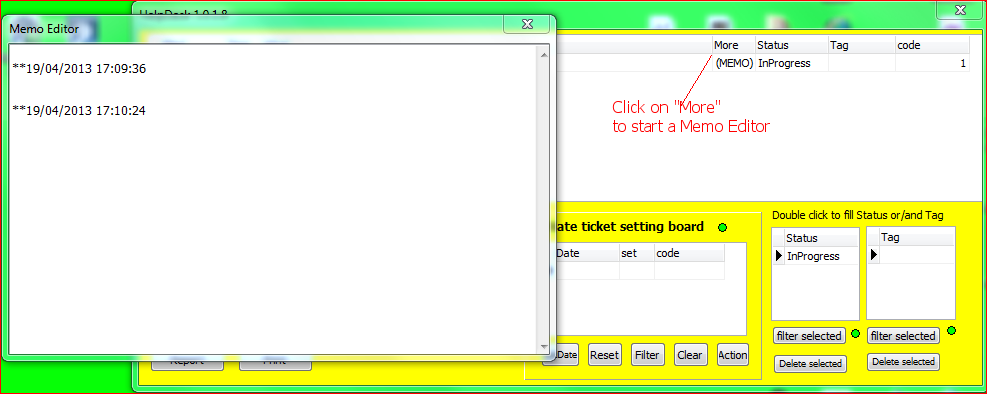 HelpDesk 1.0.1.8
Memo Editor
**19/04/2013 17:09:36
**19/04/2013 17:10:24
More Status Tag code
(MEMO) InProgress 1
Click on "More"
to start a Memo Editor
ate ticket setting board
Date set code
Date Reset Filter Clear Action
Double click to fill Status or/and Tag
Status
InProgress
Tag
filter selected
filter selected
Delete selected
Delete selected
Report Print